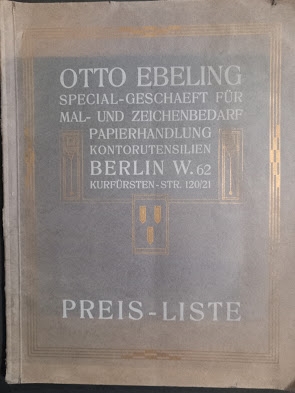 OTTO EBELING
SPECIAL-GESCHAEFT FÜR
MAL- UND ZEICHENBEDARF
PAPIERHANDLUNG
KONTORUTENSILIEN
BERLIN W. 62
KURFÜRSTEN-STR. 120/21
PREIS-LISTE